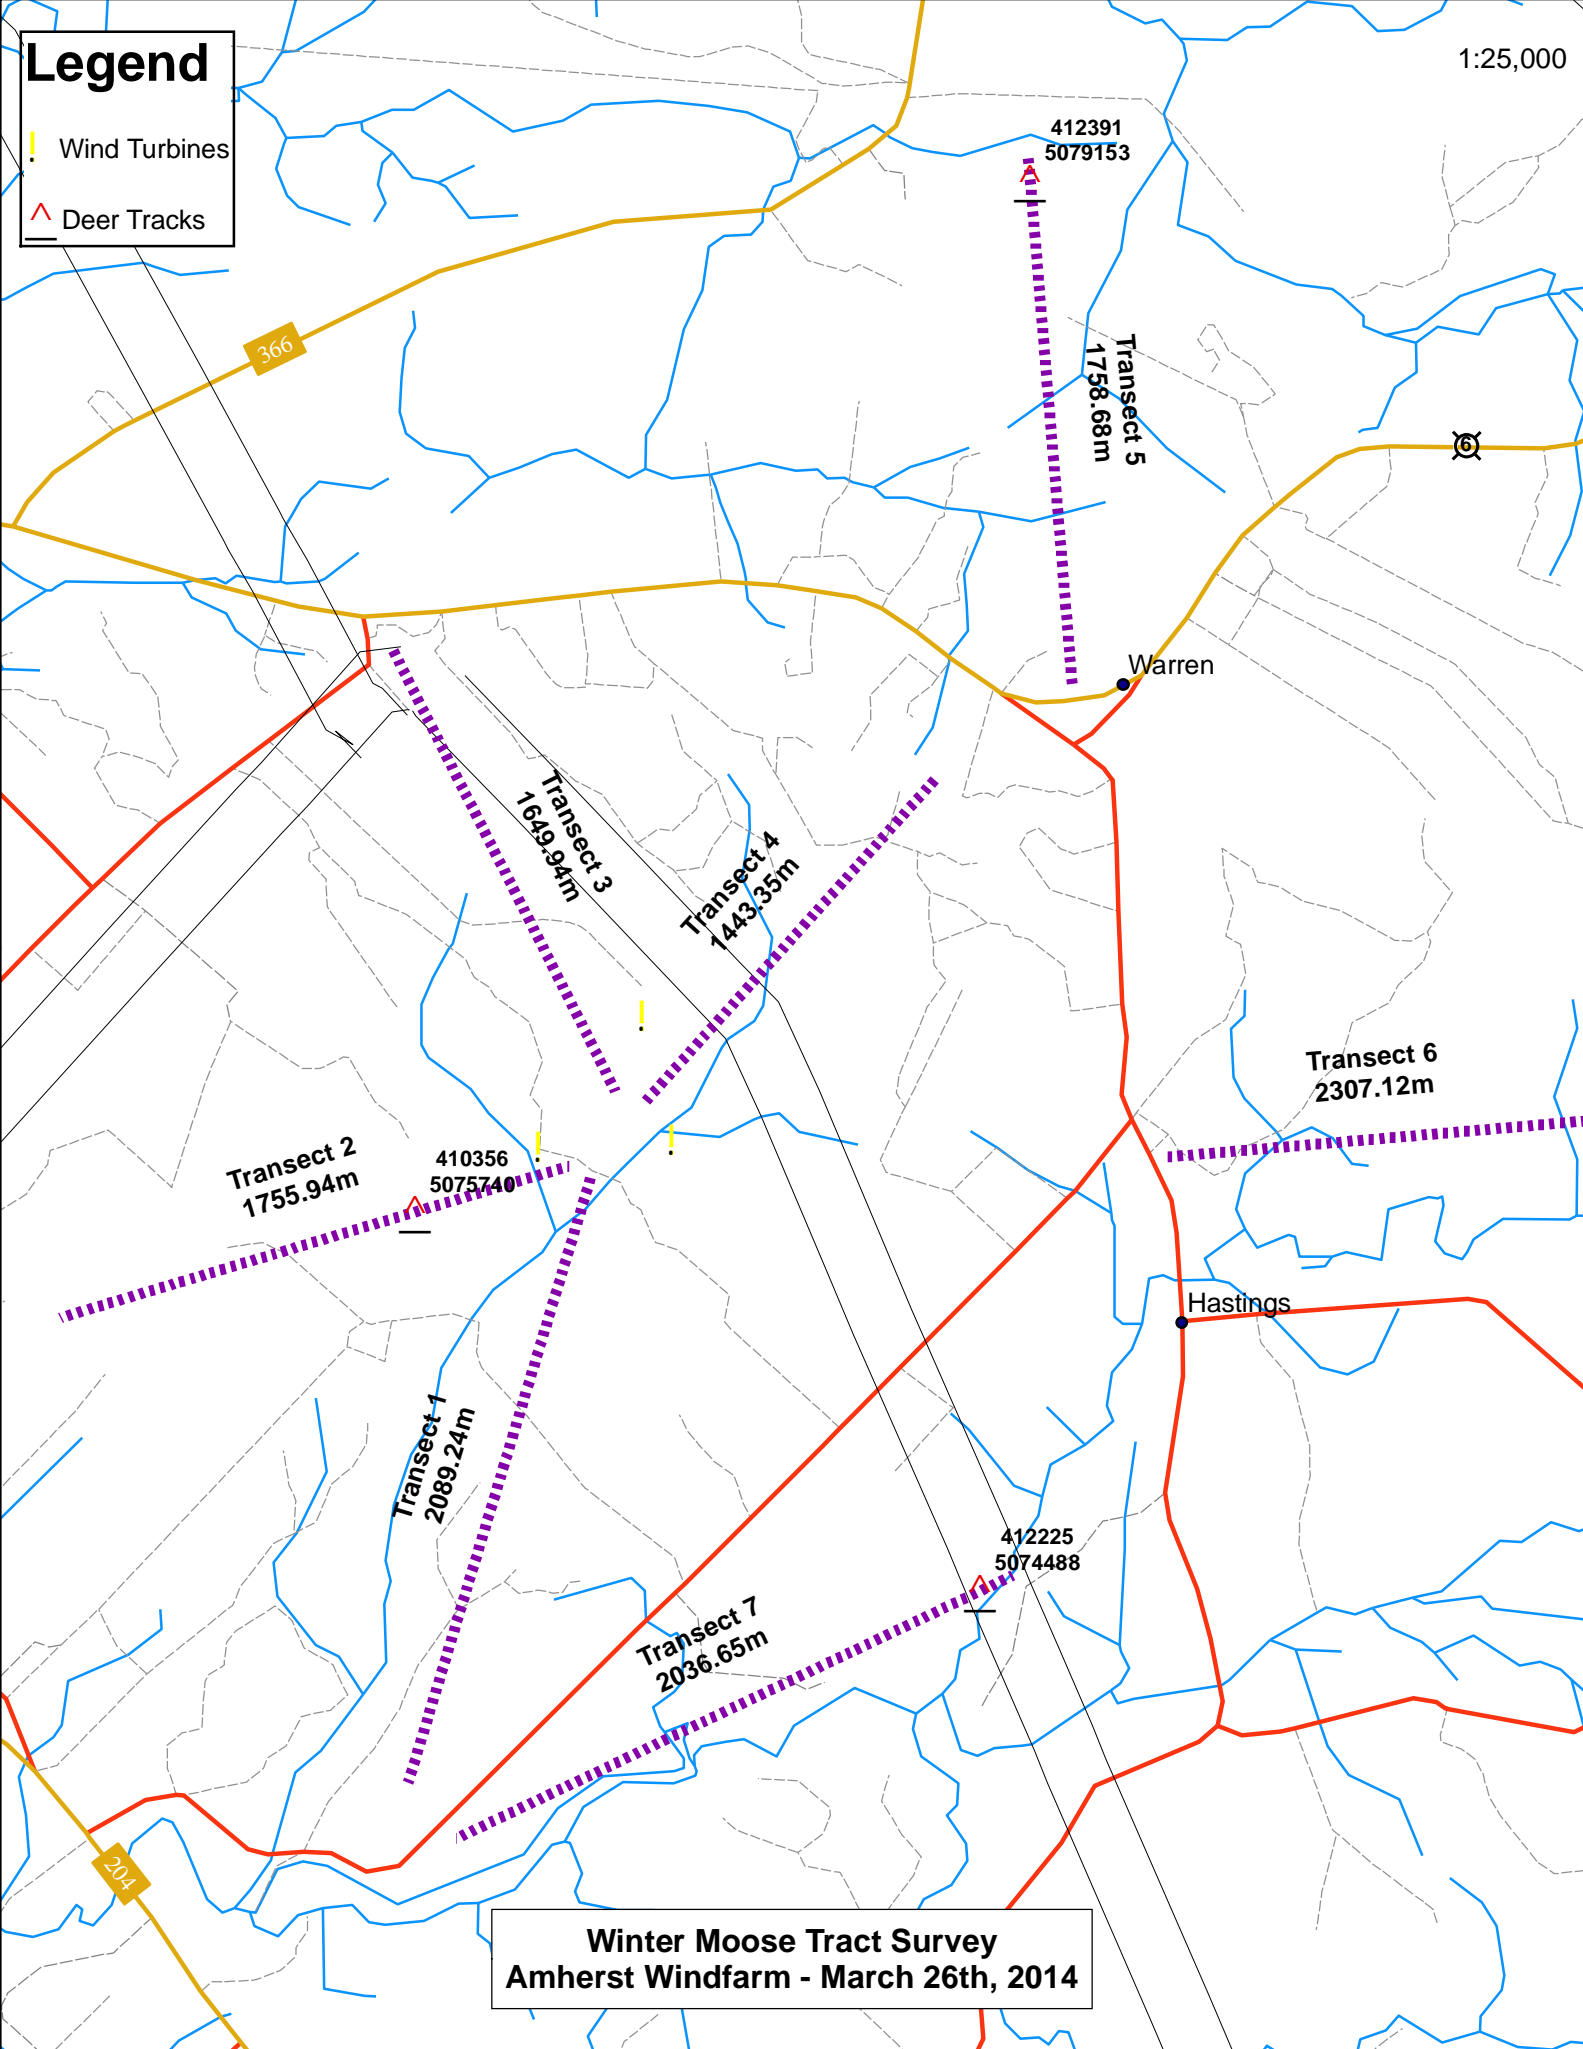 Legend
Wind Turbines
Deer Tracks
1:25,000
412391
5079153
366
Transect 5
1758.68m
6
Warren
Transect 3
1649.94m
Transect 4
1443.35m
Transect 6
2307.12m
Transect 2
1755.94m
410356
5075740
Hastings
Transect 1
2089.24m
412225
5074488
Transect 7
2036.65m
204
Winter Moose Tract Survey
Amherst Windfarm - March 26th, 2014